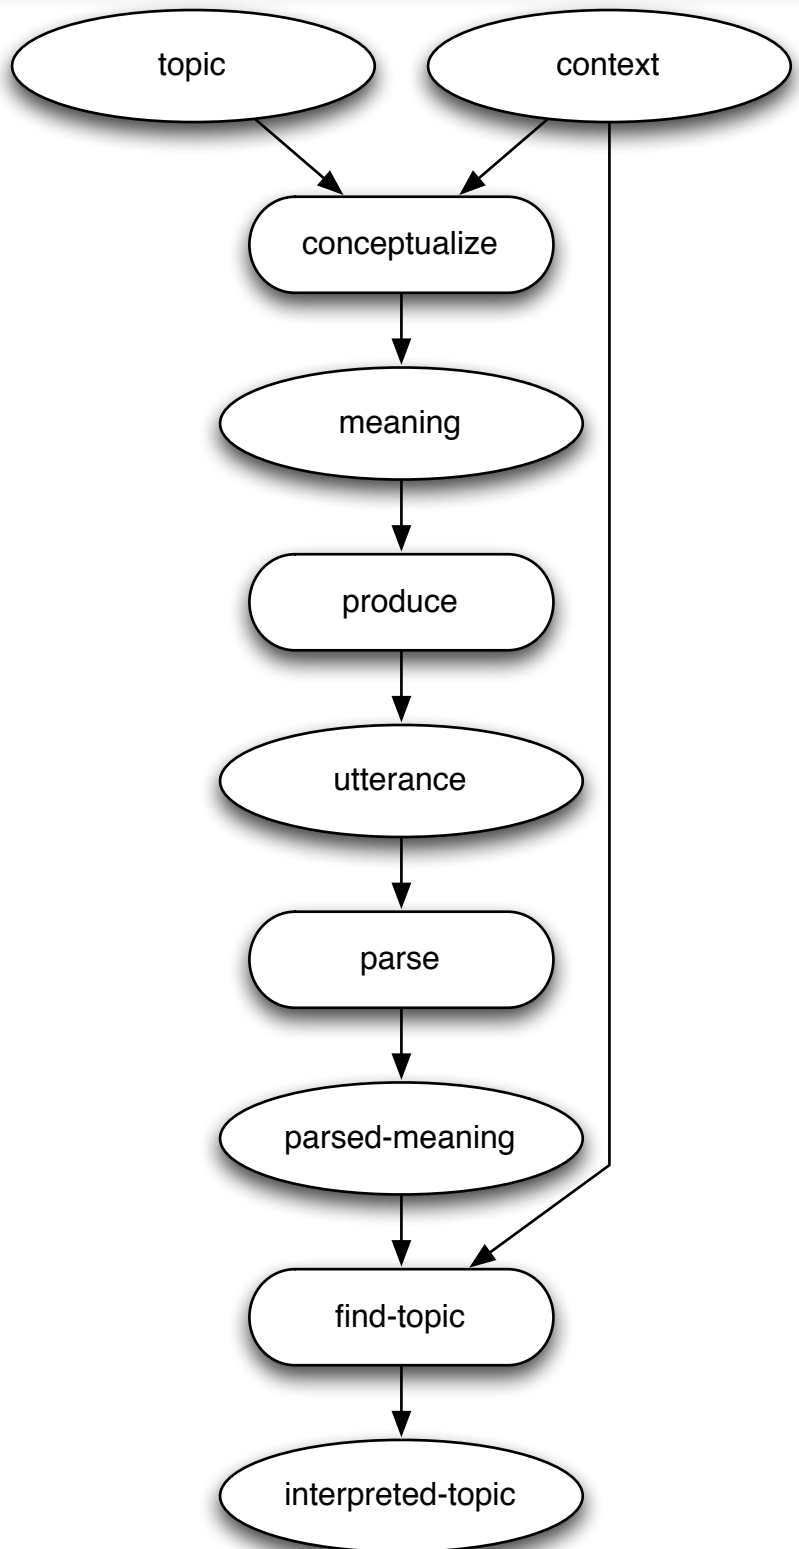 topic
context
conceptualize
meaning
produce
utterance
parse
parsed-meaning
find-topic
interpreted-topic